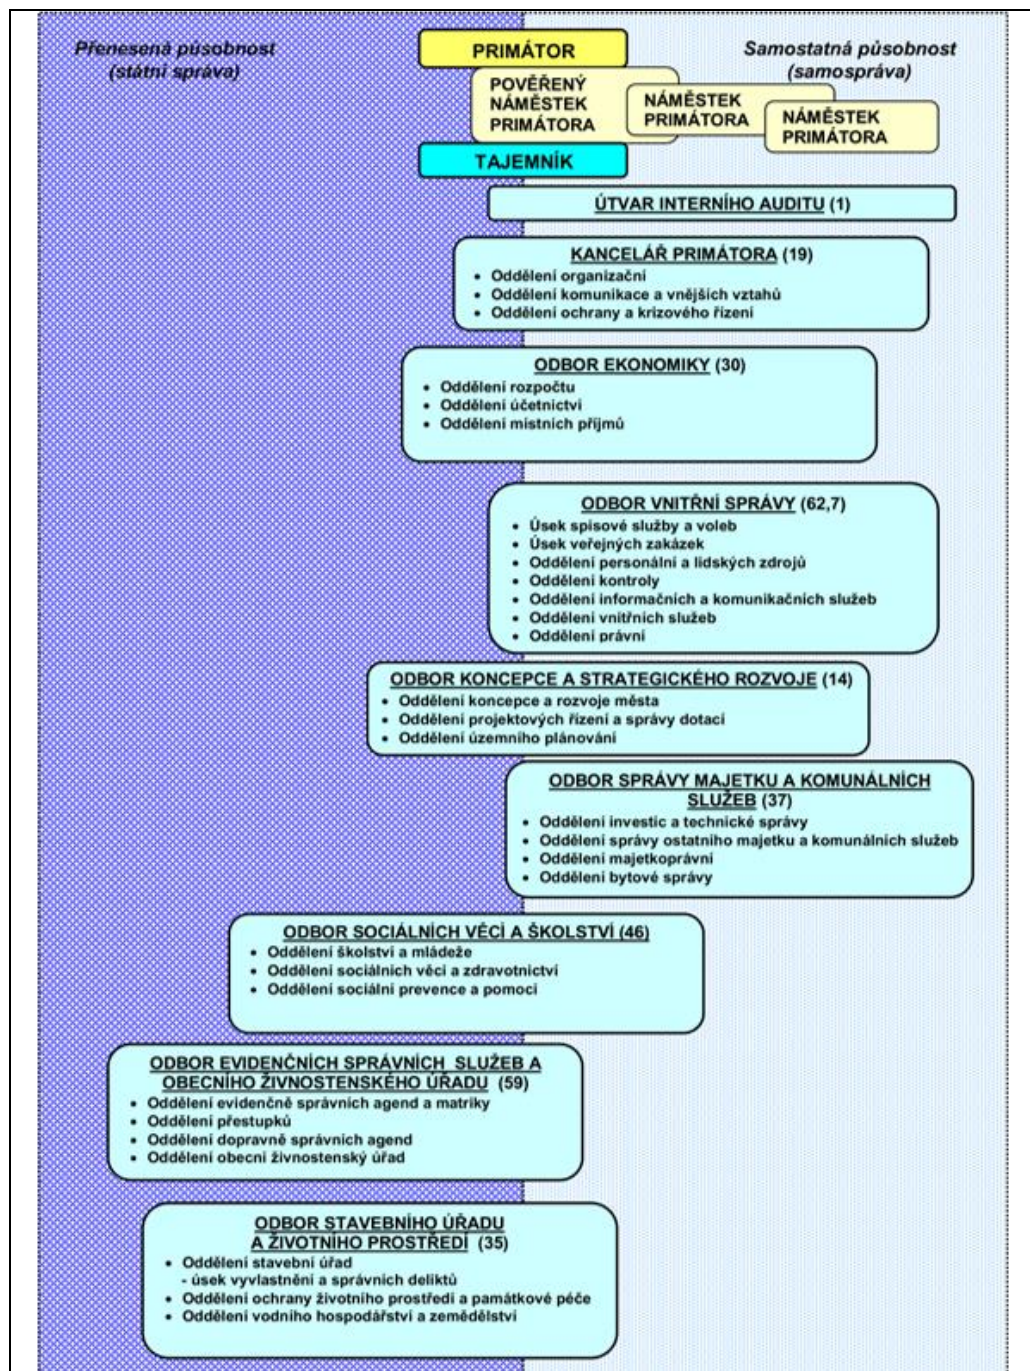 Přenesená působnost
(státní správa)
PRIMÁTOR
Samostatná působnost
(samospráva)
POVĚŘENÝ
NÁMĚSTEK
PRIMÁTORA
NÁMĚSTEK
PRIMÁTORA
NÁMĚSTEK
PRIMÁTORA
TAJEMNÍK
ÚTVAR INTERNÍHO AUDITU (1)
KANCELÁŘ PRIMÁTORA (19)
• Oddělení organizační
• Oddělení komunikace a vnějších vztahů
• Oddělení ochrany a krizového řízení
ODBOR EKONOMIKY (30)
• Oddělení rozpočtu
• Oddělení účetnictví
• Oddělení místních příjmů
ODBOR VNITŘNÍ SPRÁVY (62,7)
• Úsek spisové služby a voleb
• Úsek veřejných zakázek
• Oddělení personální a lidských zdrojů
• Oddělení kontroly
• Oddělení informačních a komunikačních služeb
• Oddělení vnitřních služeb
• Oddělení právní
ODBOR KONCEPCE A STRATEGICKÉHO ROZVOJE (14)
• Oddělení koncepce a rozvoje města
• Oddělení projektových řízení a správy dotací
• Oddělení územního plánování
ODBOR SPRÁVY MAJETKU A KOMUNÁLNÍCH
SLUŽEB (37)
• Oddělení investic a technické správy
• Oddělení správy ostatního majetku a komunálních služeb
• Oddělení majetkoprávní
• Oddělení bytové správy
ODBOR SOCIÁLNÍCH VĚCÍ A ŠKOLSTVÍ (46)
• Oddělení školství a mládeže
• Oddělení sociálních věcí a zdravotnictví
• Oddělení sociální prevence a pomoci
ODBOR EVIDENČNÍCH SPRÁVNÍCH SLUŽEB A
OBECNÍHO ŽIVNOSTENSKÉHO ÚŘADU (59)
• Oddělení evidenčně správních agend a matriky
• Oddělení přestupků
• Oddělení dopravně správních agend
• Oddělení obecní živnostenský úřad
ODBOR STAVEBNÍHO ÚŘADU
A ŽIVOTNÍHO PROSTŘEDÍ (35)
• Oddělení stavební úřad
- úsek vyvlastnění a správních deliktů
• Oddělení ochrany životního prostředí a památkové péče
• Oddělení vodního hospodářství a zemědělství